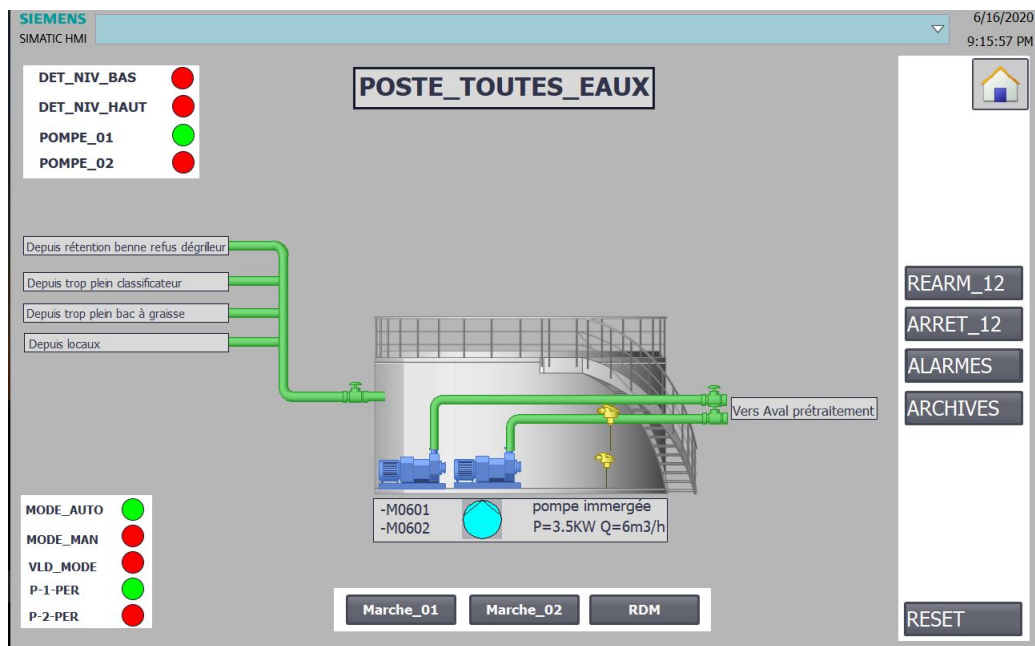 SIEMENS
SIMATIC HMI
6/16/2020
9:15:57 PM
DET_NIV_BAS
DET_NIV_HAUT
POMPE_01
POMPE_02
POSTE_TOUTES_EAUX
Depuis rétention benne refus dégrileur
Depuis trop plein classificateur
Depuis trop plein bac à graisse
Depuis locaux
Vers Aval prétraitement
REARM_12
ARRET_12
ALARMES
ARCHIVES
-M0601
-M0602
pompe immergée
P=3.5KW Q=6m3/h
MODE_AUTO
MODE_MAN
VLD_MODE
P-1-PER
P-2-PER
Marche_01
Marche_02
RDM
RESET